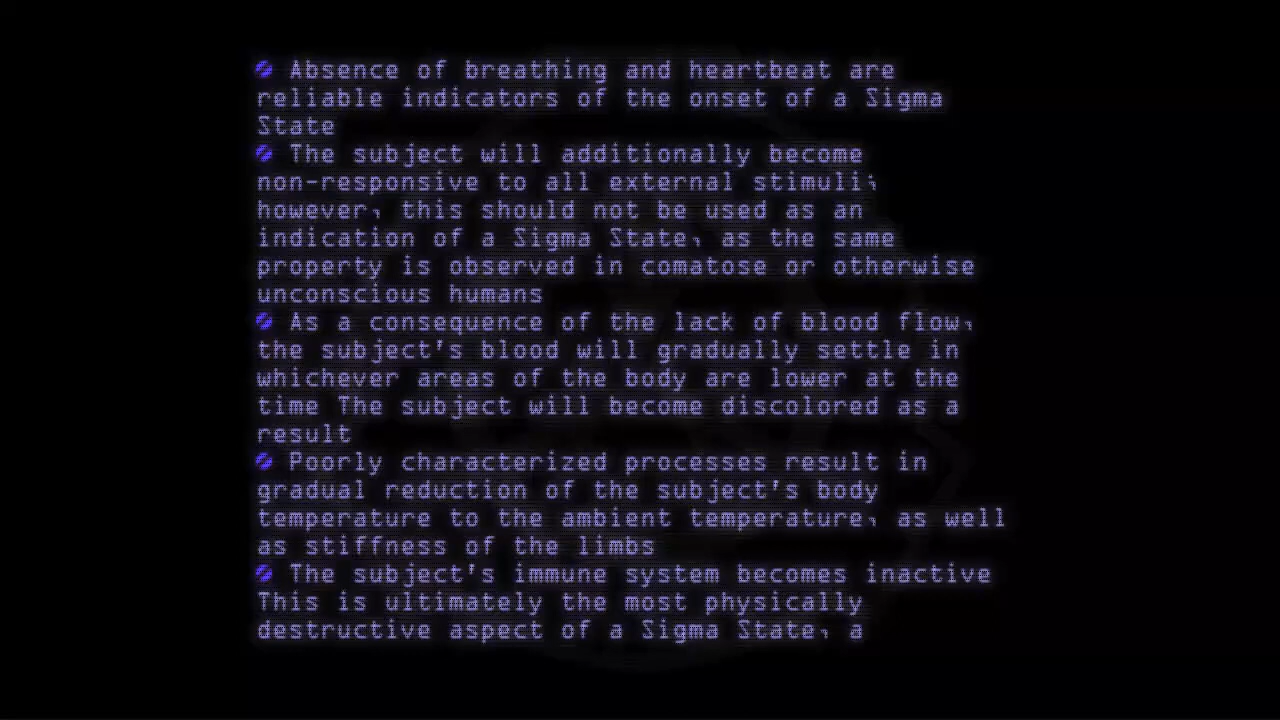 Absence of breathing and heartbeat are
reliable indicators of the onset of a Sigma
State
The subject will additionally become
non-responsive to all external stimuli;
however, this should not be used as an
indication of a Sigma State, as the same
property is observed in comatose or otherwise
unconscious humans
As a consequence of the lack of blood flow,
the subject's blood will gradually settle in
whichever areas of the body are lower at the
time The subject will become discolored as a
result
Poorly characterized processes result in
gradual reduction of the subject's body
temperature to the ambient temperature, as well
as stiffness of the limbs
The subject's immune system becomes inactive
This is ultimately the most physically
destructive aspect of a Sigma State, a